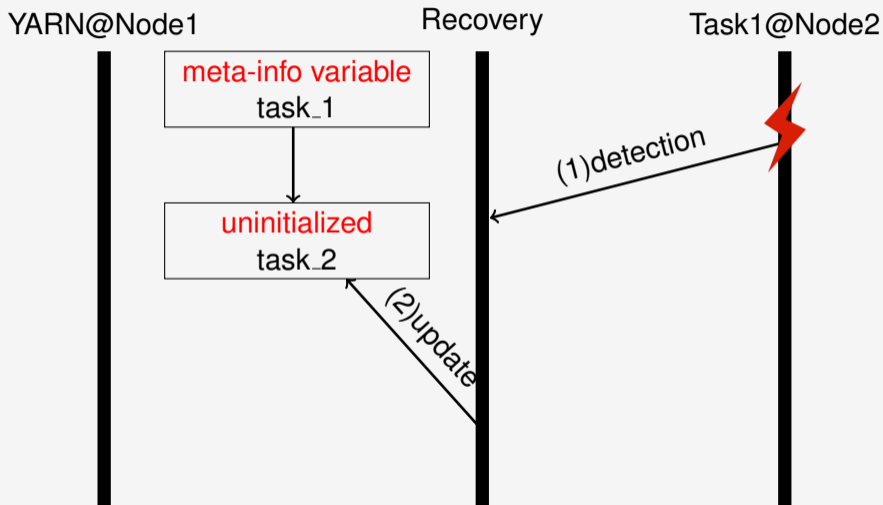 YARN@Node1
Recovery
Task1@Node2
meta-info variable
task_1
(1)detection
uninitialized
task_2
(2)update